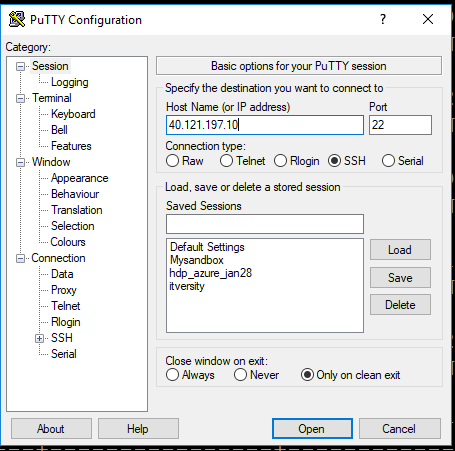 PuTTY Configuration
?
Category:
Session
Logging
Terminal
Keyboard
Bell
Features
Window
Appearance
Behaviour
Translation
Selection
Colours
Connection
Data
Proxy
Telnet
Rlogin
SSH
Serial
Basic options for your PuTTY session
Specify the destination you want to connect to
Host Name (or IP address) Port
40.121.197.10 22
Connection type:
Raw Telnet Rlogin SSH Serial
Load, save or delete a stored session
Saved Sessions
Default Settings
Mysandbox
hdp_azure_jan28
itversity
Load
Save
Delete
Close window on exit:
Always Never Only on clean exit
About Help Open Cancel